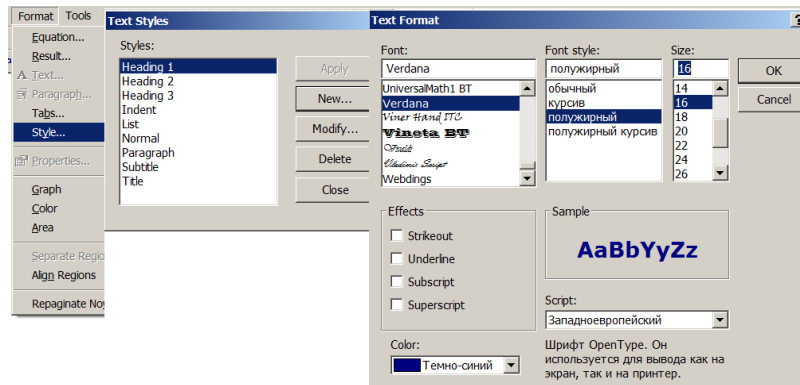 Format Tools
Equation...
Result...
A Text...
Paragraph...
Tabs...
Style...
Properties...
Graph
Color
Area
Separate Regio
Align Regions
Repaginate No
Text Styles
Styles:
Heading 1
Heading 2
Heading 3
Indent
List
Normal
Paragraph
Subtitle
Title
Apply
New...
Modify...
Delete
Close
Text Format
?
Font:
Verdana
UniversalMath1 BT
Verdana
Viner Hand ITC
Vineta BT
Vivaldi
Vladimir Script
Webdings
Font style:
полужирный
обычный
курсив
полужирный
полужирный курсив
Size:
16
14
16
18
20
22
24
26
OK
Cancel
Effects
Strikeout
Underline
Subscript
Superscript
Sample
AaBbYyZz
Script:
Западноевропейский
Color:
Темно-синий
Шрифт OpenType. Он
используется для вывода как на
экран, так и на принтер.